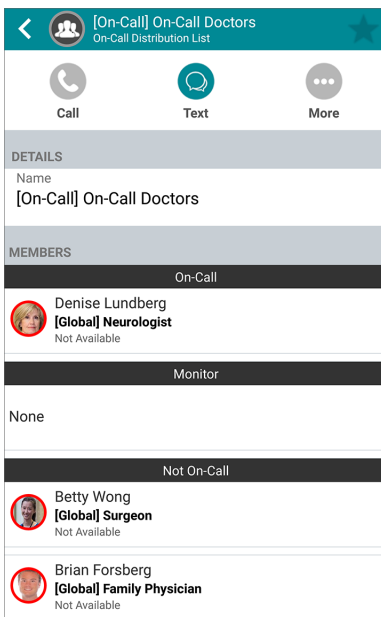 [On-Call] On-Call Doctors
On-Call Distribution List
Call Text More
DETAILS
Name
[On-Call] On-Call Doctors
MEMBERS
On-Call
Denise Lundberg
[Global] Neurologist
Not Available
Monitor
None
Not On-Call
Betty Wong
[Global] Surgeon
Not Available
Brian Forsberg
[Global] Family Physician
Not Available